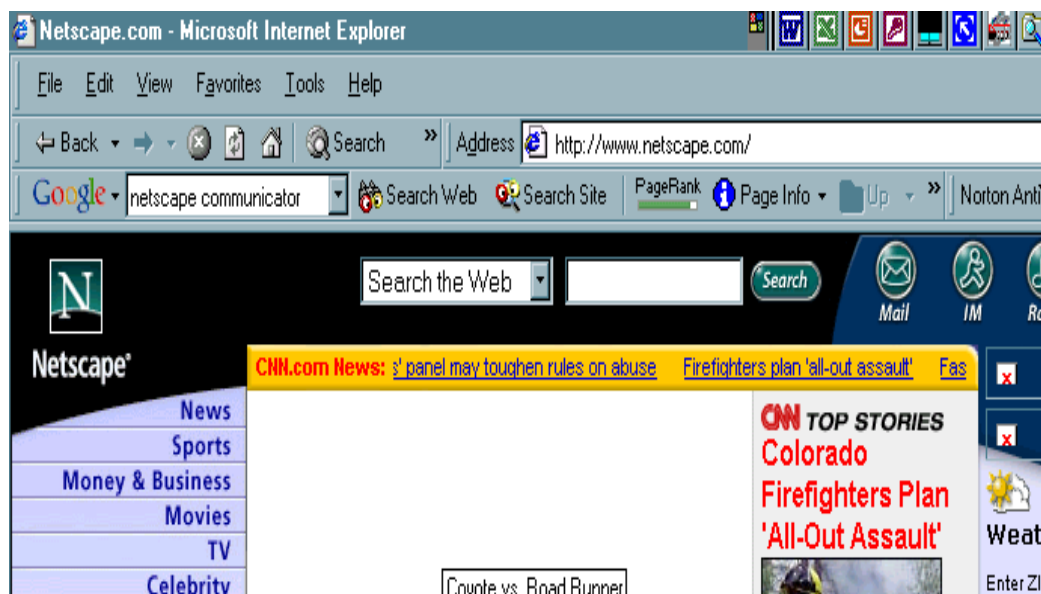 Netscape.com - Microsoft Internet Explorer
File Edit View Favorites Tools Help
Back Search » Address http://www.netscape.com/
Google netscape communicator Search Web Search Site PageRank Page Info Up » Norton Anti
N Search the Web Search Mail IM
Netscape
CNN.com News: s' panel may toughen rules on abuse Firefighters plan 'all-out assault' Fas
News
Sports
Money & Business
Movies
TV
Celebrity
CNN TOP STORIES
Colorado
Firefighters Plan
'All-Out Assault'
Coyote vs. Road Runner
Weat
Enter ZI